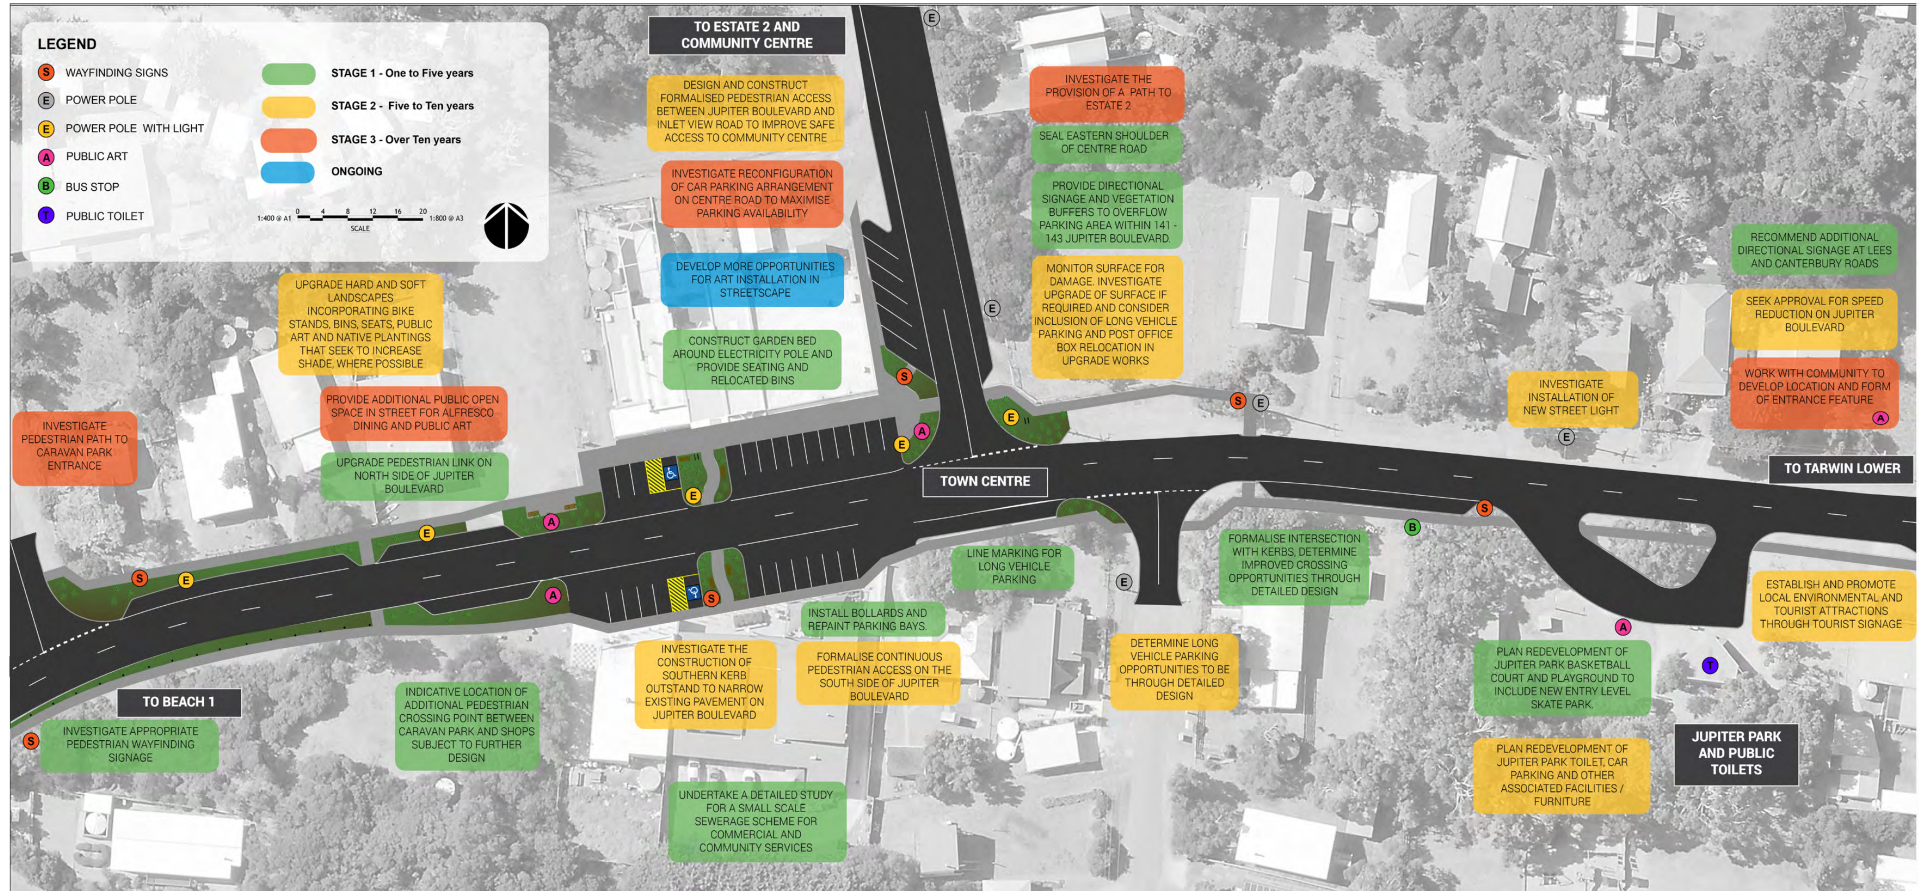 LEGEND
S WAYFINDING SIGNS
E POWER POLE
E POWER POLE WITH LIGHT
A PUBLIC ART
B BUS STOP
T PUBLIC TOILET
STAGE 1 - One to Five years
STAGE 2 - Five to Ten years
STAGE 3 - Over Ten years
ONGOING
1:400 @ A1
0 4 8 12 16 20
1:800 @ A3
SCALE
TO ESTATE 2 AND
COMMUNITY CENTRE
DESIGN AND CONSTRUCT
FORMALISED PEDESTRIAN ACCESS
BETWEEN JUPITER BOULEVARD AND
INLET VIEW ROAD TO IMPROVE SAFE
ACCESS TO COMMUNITY CENTRE
INVESTIGATE RECONFIGURATION
OF CAR PARKING ARRANGEMENT
ON CENTRE ROAD TO MAXIMISE
PARKING AVAILABILITY
DEVELOP MORE OPPORTUNITIES
FOR ART INSTALLATION IN
STREETSCAPE
CONSTRUCT GARDEN BED
AROUND ELECTRICITY POLE AND
PROVIDE SEATING AND
RELOCATED BINS
E
INVESTIGATE THE
PROVISION OF A PATH TO
ESTATE 2
SEAL EASTERN SHOULDER
OF CENTRE ROAD
PROVIDE DIRECTIONAL
SIGNAGE AND VEGETATION
BUFFERS TO OVERFLOW
PARKING AREA WITHIN 141 -
143 JUPITER BOULEVARD.
MONITOR SURFACE FOR
DAMAGE. INVESTIGATE
UPGRADE OF SURFACE IF
REQUIRED AND CONSIDER
INCLUSION OF LONG VEHICLE
PARKING AND POST OFFICE
BOX RELOCATION IN
UPGRADE WORKS
E
RECOMMEND ADDITIONAL
DIRECTIONAL SIGNAGE AT LEES
AND CANTERBURY ROADS
SEEK APPROVAL FOR SPEED
REDUCTION ON JUPITER
BOULEVARD
WORK WITH COMMUNITY TO
DEVELOP LOCATION AND FORM
OF ENTRANCE FEATURE
A
INVESTIGATE
INSTALLATION OF
NEW STREET LIGHT
E
TO TARWIN LOWER
UPGRADE HARD AND SOFT
LANDSCAPES
INCORPORATING BIKE
STANDS, BINS, SEATS, PUBLIC
ART AND NATIVE PLANTINGS
THAT SEEK TO INCREASE
SHADE, WHERE POSSIBLE
PROVIDE ADDITIONAL PUBLIC OPEN
SPACE IN STREET FOR ALFRESCO
DINING AND PUBLIC ART
UPGRADE PEDESTRIAN LINK ON
NORTH SIDE OF JUPITER
BOULEVARD
INVESTIGATE
PEDESTRIAN PATH TO
CARAVAN PARK
ENTRANCE
S
A
E
E
S
E
TOWN CENTRE
E
A
E
S
E
S
B
A
S
E
LINE MARKING FOR
LONG VEHICLE
PARKING
FORMALISE INTERSECTION
WITH KERBS, DETERMINE
IMPROVED CROSSING
OPPORTUNITIES THROUGH
DETAILED DESIGN
ESTABLISH AND PROMOTE
LOCAL ENVIRONMENTAL AND
TOURIST ATTRACTIONS
THROUGH TOURIST SIGNAGE
INSTALL BOLLARDS AND
REPAINT PARKING BAYS.
FORMALISE CONTINUOUS
PEDESTRIAN ACCESS ON THE
SOUTH SIDE OF JUPITER
BOULEVARD
INVESTIGATE THE
CONSTRUCTION OF
SOUTHERN KERB
OUTSTAND TO NARROW
EXISTING PAVEMENT ON
JUPITER BOULEVARD
DETERMINE LONG
VEHICLE PARKING
OPPORTUNITIES TO BE
THROUGH DETAILED
DESIGN
A
T
PLAN REDEVELOPMENT OF
JUPITER PARK BASKETBALL
COURT AND PLAYGROUND TO
INCLUDE NEW ENTRY LEVEL
SKATE PARK.
PLAN REDEVELOPMENT OF
JUPITER PARK TOILET, CAR
PARKING AND OTHER
ASSOCIATED FACILITIES /
FURNITURE
JUPITER PARK
AND PUBLIC
TOILETS
TO BEACH 1
S
INVESTIGATE APPROPRIATE
PEDESTRIAN WAYFINDING
SIGNAGE
INDICATIVE LOCATION OF
ADDITIONAL PEDESTRIAN
CROSSING POINT BETWEEN
CARAVAN PARK AND SHOPS
SUBJECT TO FURTHER
DESIGN
UNDERTAKE A DETAILED STUDY
FOR A SMALL SCALE
SEWERAGE SCHEME FOR
COMMERCIAL AND
COMMUNITY SERVICES